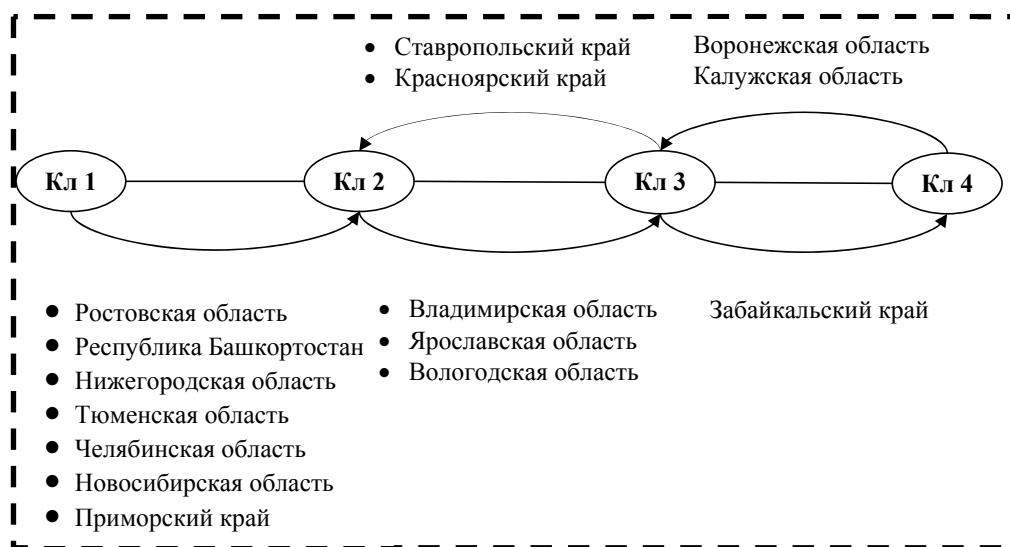 • Ставропольский край
• Красноярский край
Воронежская область
Калужская область
Кл 1
Кл 2
Кл 3
Кл 4
• Ростовская область
• Республика Башкортостан
• Нижегородская область
• Тюменская область
• Челябинская область
• Новосибирская область
• Приморский край
• Владимирская область
• Ярославская область
• Вологодская область
Забайкальский край